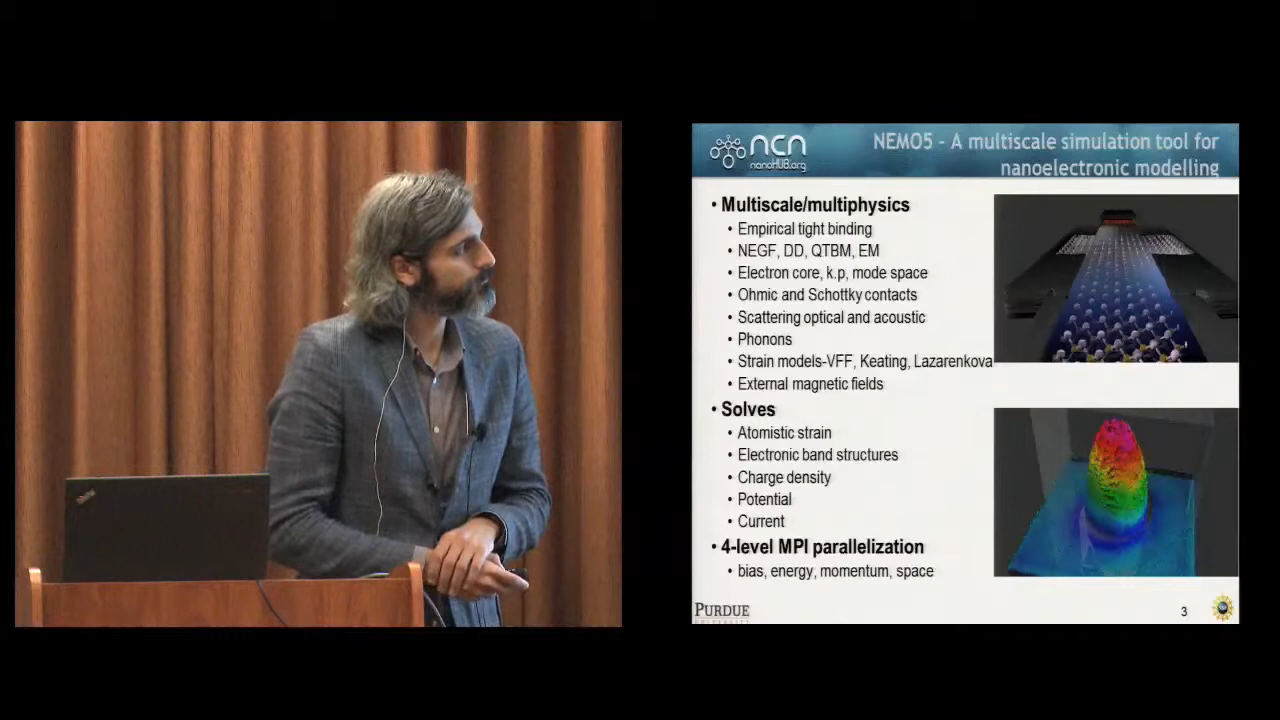 ncn
nanoHUB.org
NEMO5 - A multiscale simulation tool for
nanoelectronic modelling
• Multiscale/multiphysics
• Empirical tight binding
• NEGF, DD, QTBM, EM
• Electron core, k.p, mode space
• Ohmic and Schottky contacts
• Scattering optical and acoustic
• Phonons
• Strain models-VFF, Keating, Lazarenkova
• External magnetic fields
• Solves
• Atomistic strain
• Electronic band structures
• Charge density
• Potential
• Current
• 4-level MPI parallelization
• bias, energy, momentum, space
PURDUE
UNIVERSITY
3